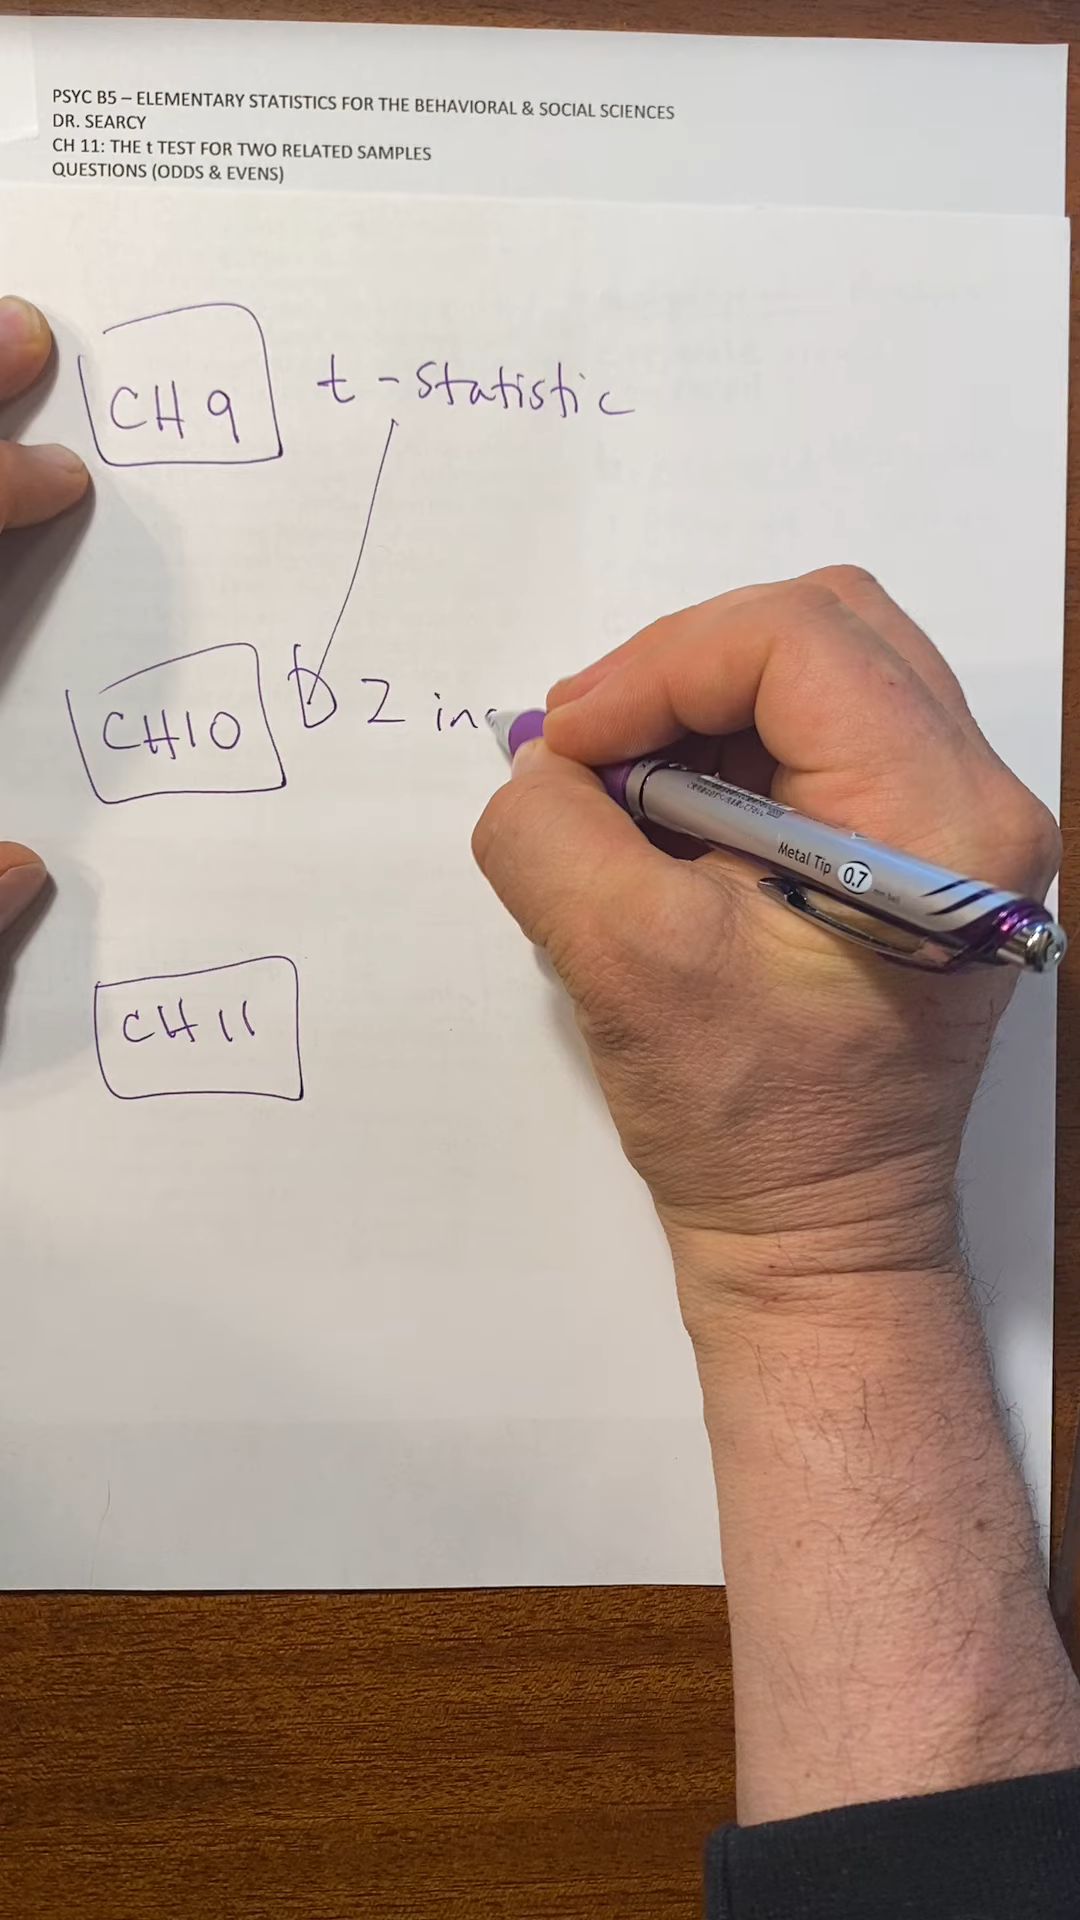 PSYC B5 – ELEMENTARY STATISTICS FOR THE BEHAVIORAL & SOCIAL SCIENCES
DR. SEARCY
CH 11: THE t TEST FOR TWO RELATED SAMPLES
QUESTIONS (ODDS & EVENS)
CH 9 t - Statistic
CH10 2 in
Metal Tip 0.7
CH 11